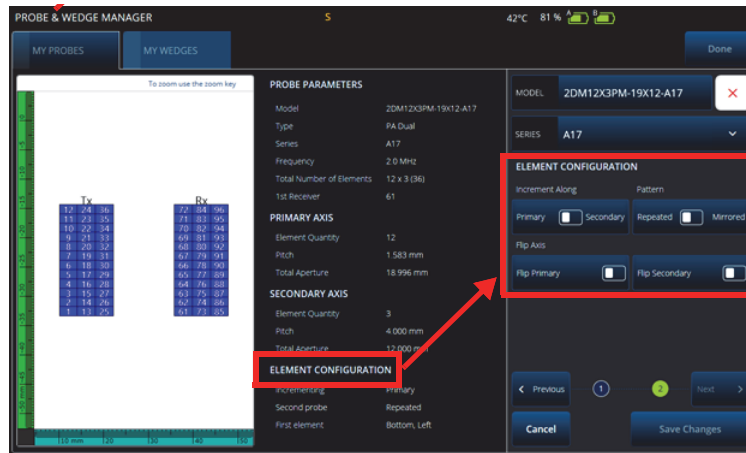 PROBE & WEDGE MANAGER S 42°C 81 %
MY PROBES MY WEDGES Done
To zoom use the zoom key
Tx Rx
12 24 36 72 84 96
11 23 35 71 83 95
10 22 34 70 82 94
9 21 33 69 81 93
8 20 32 68 80 92
7 19 31 67 79 91
6 18 30 66 78 90
5 17 29 65 77 89
4 16 28 64 76 88
3 15 27 63 75 87
2 14 26 62 74 86
1 13 25 61 73 85
10 mm 20 30 40 50
PROBE PARAMETERS
Model 2DM12X3PM-19X12-A17
Type PA Dual
Series A17
Frequency 2.0 MHz
Total Number of Elements 12 x 3 (36)
1st Receiver 61
PRIMARY AXIS
Element Quantity 12
Pitch 1.583 mm
Total Aperture 18.996 mm
SECONDARY AXIS
Element Quantity 3
Pitch 4.000 mm
Total Aperture 12.000 mm
ELEMENT CONFIGURATION
Incrementing Primary
Second probe Repeated
First element Bottom, Left
MODEL 2DM12X3PM-19X12-A17
SERIES A17
ELEMENT CONFIGURATION
Increment Along Pattern
Primary Secondary Repeated Mirrored
Flip Axis
Flip Primary Flip Secondary
Previous 1 2 Next
Cancel Save Changes